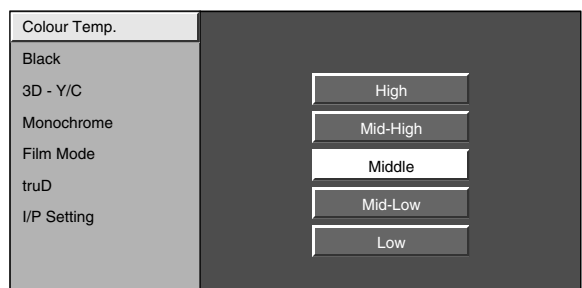 Colour Temp.
Black
3D - Y/C
Monochrome
Film Mode
truD
I/P Setting
High
Mid-High
Middle
Mid-Low
Low